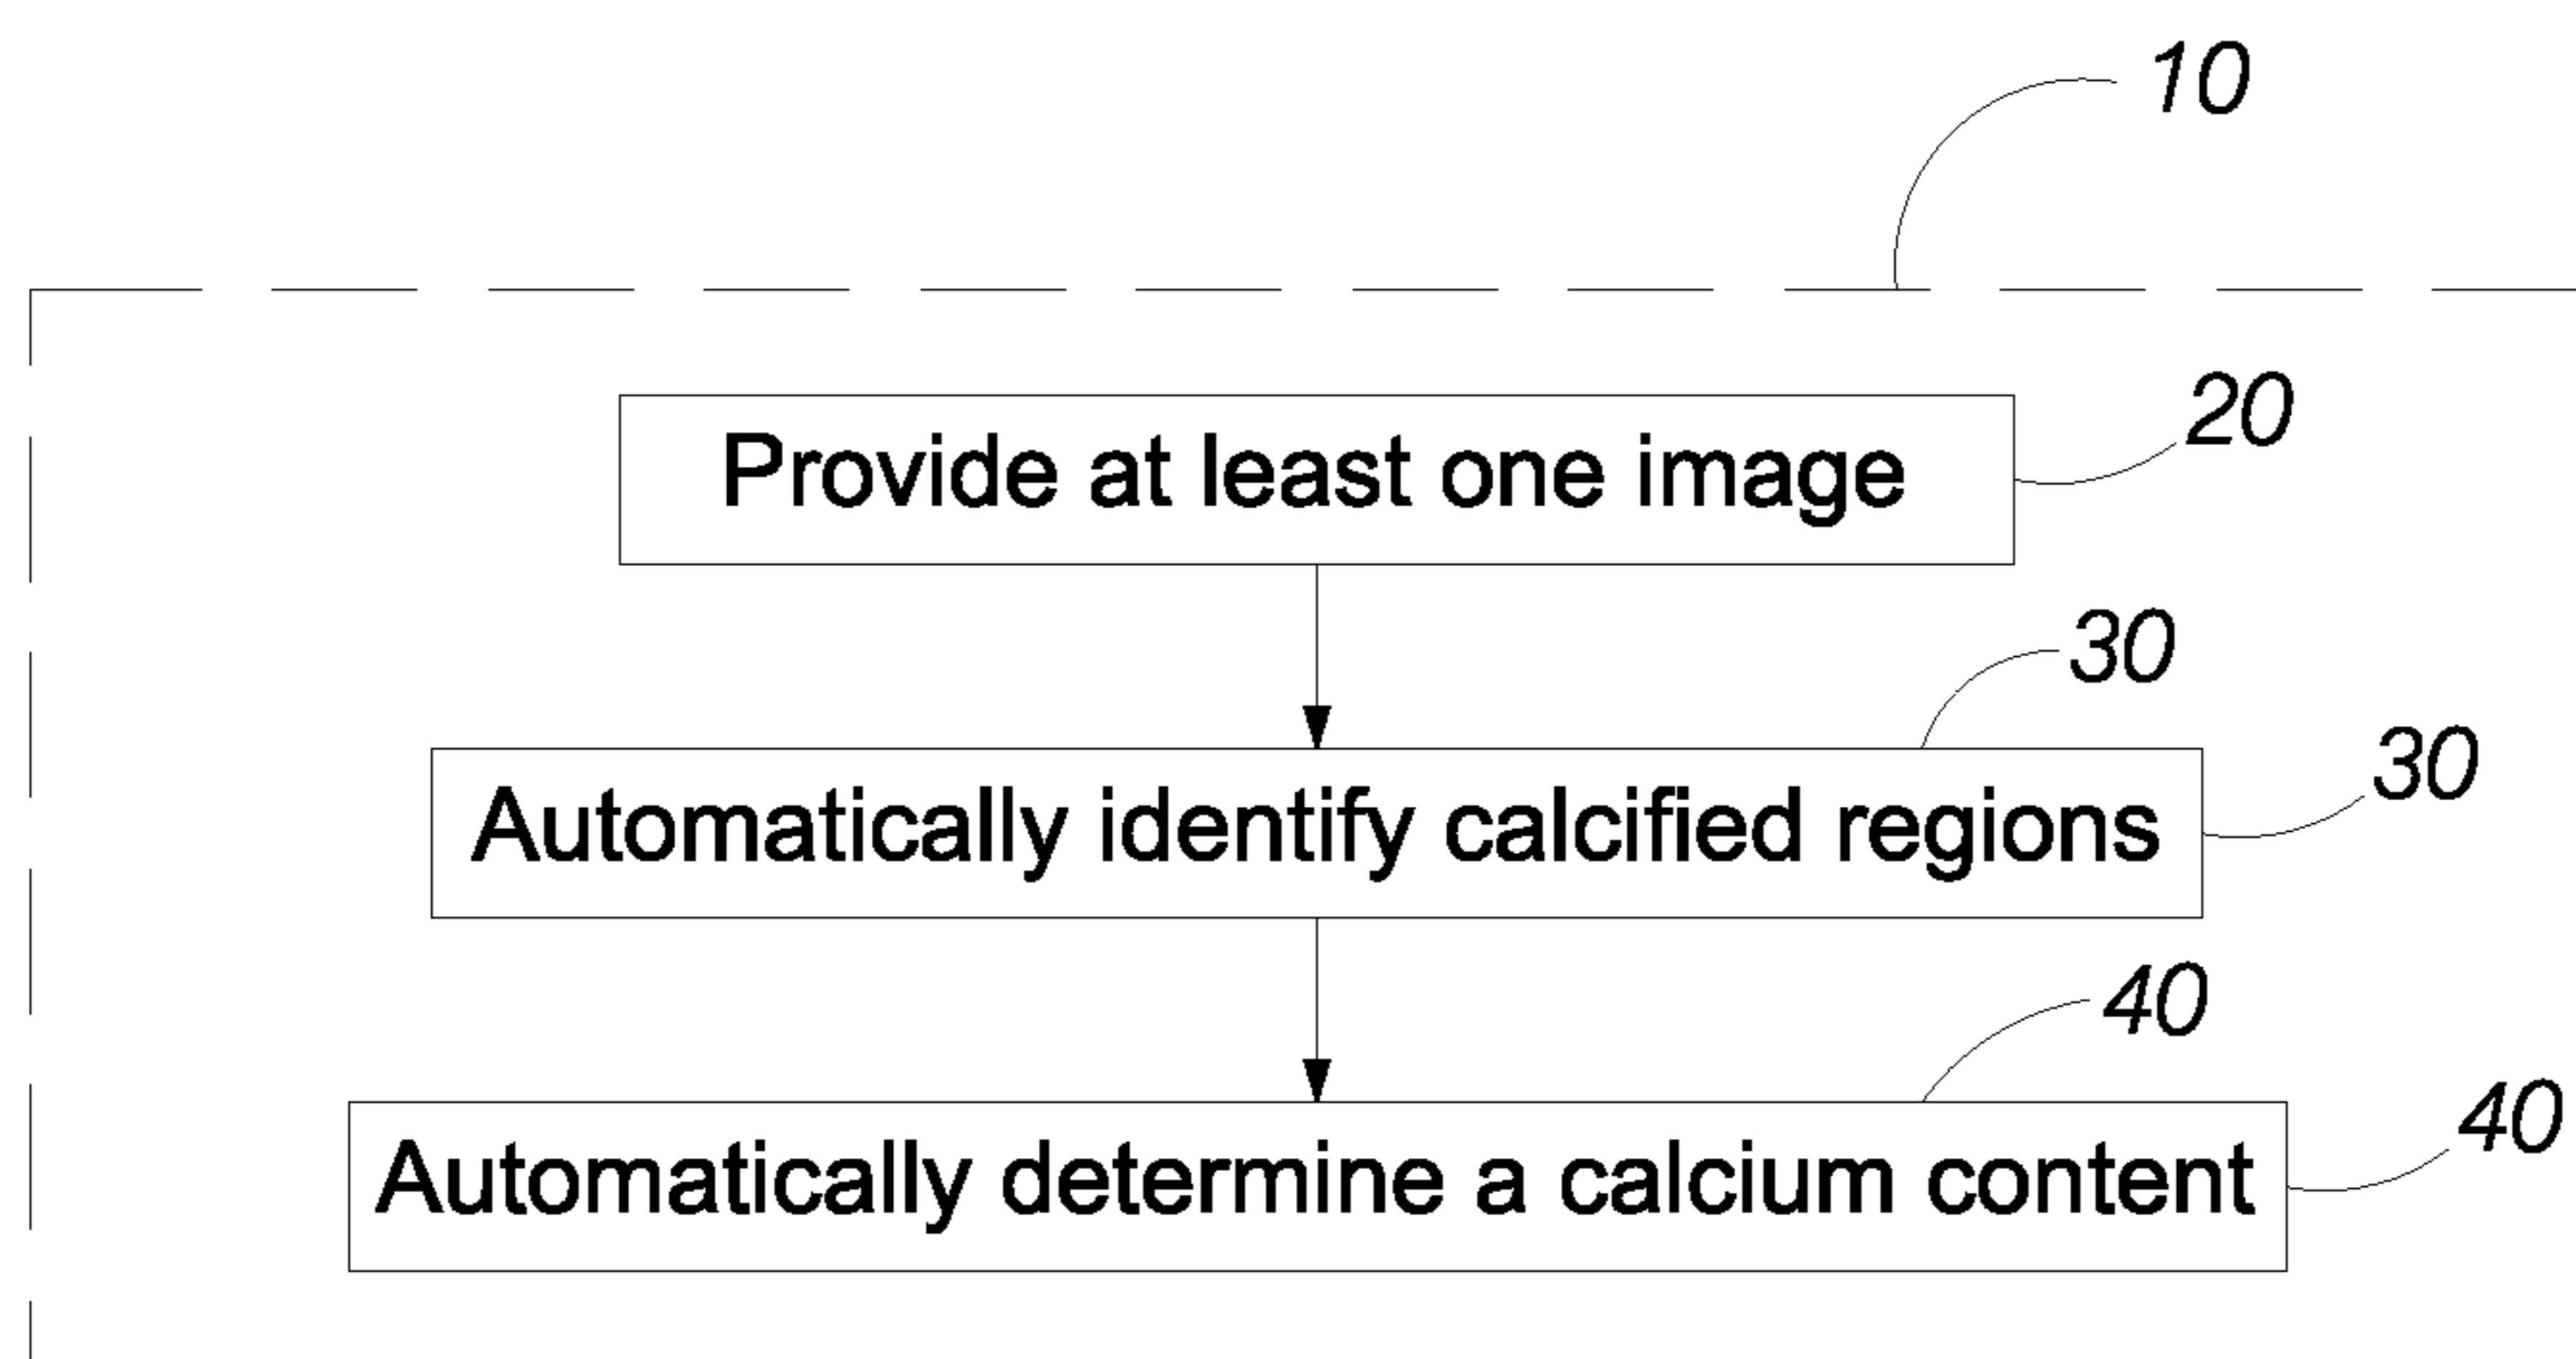 10
Provide at least one image
20
30
Automatically identify calcified regions
30
40
Automatically determine a calcium content
40